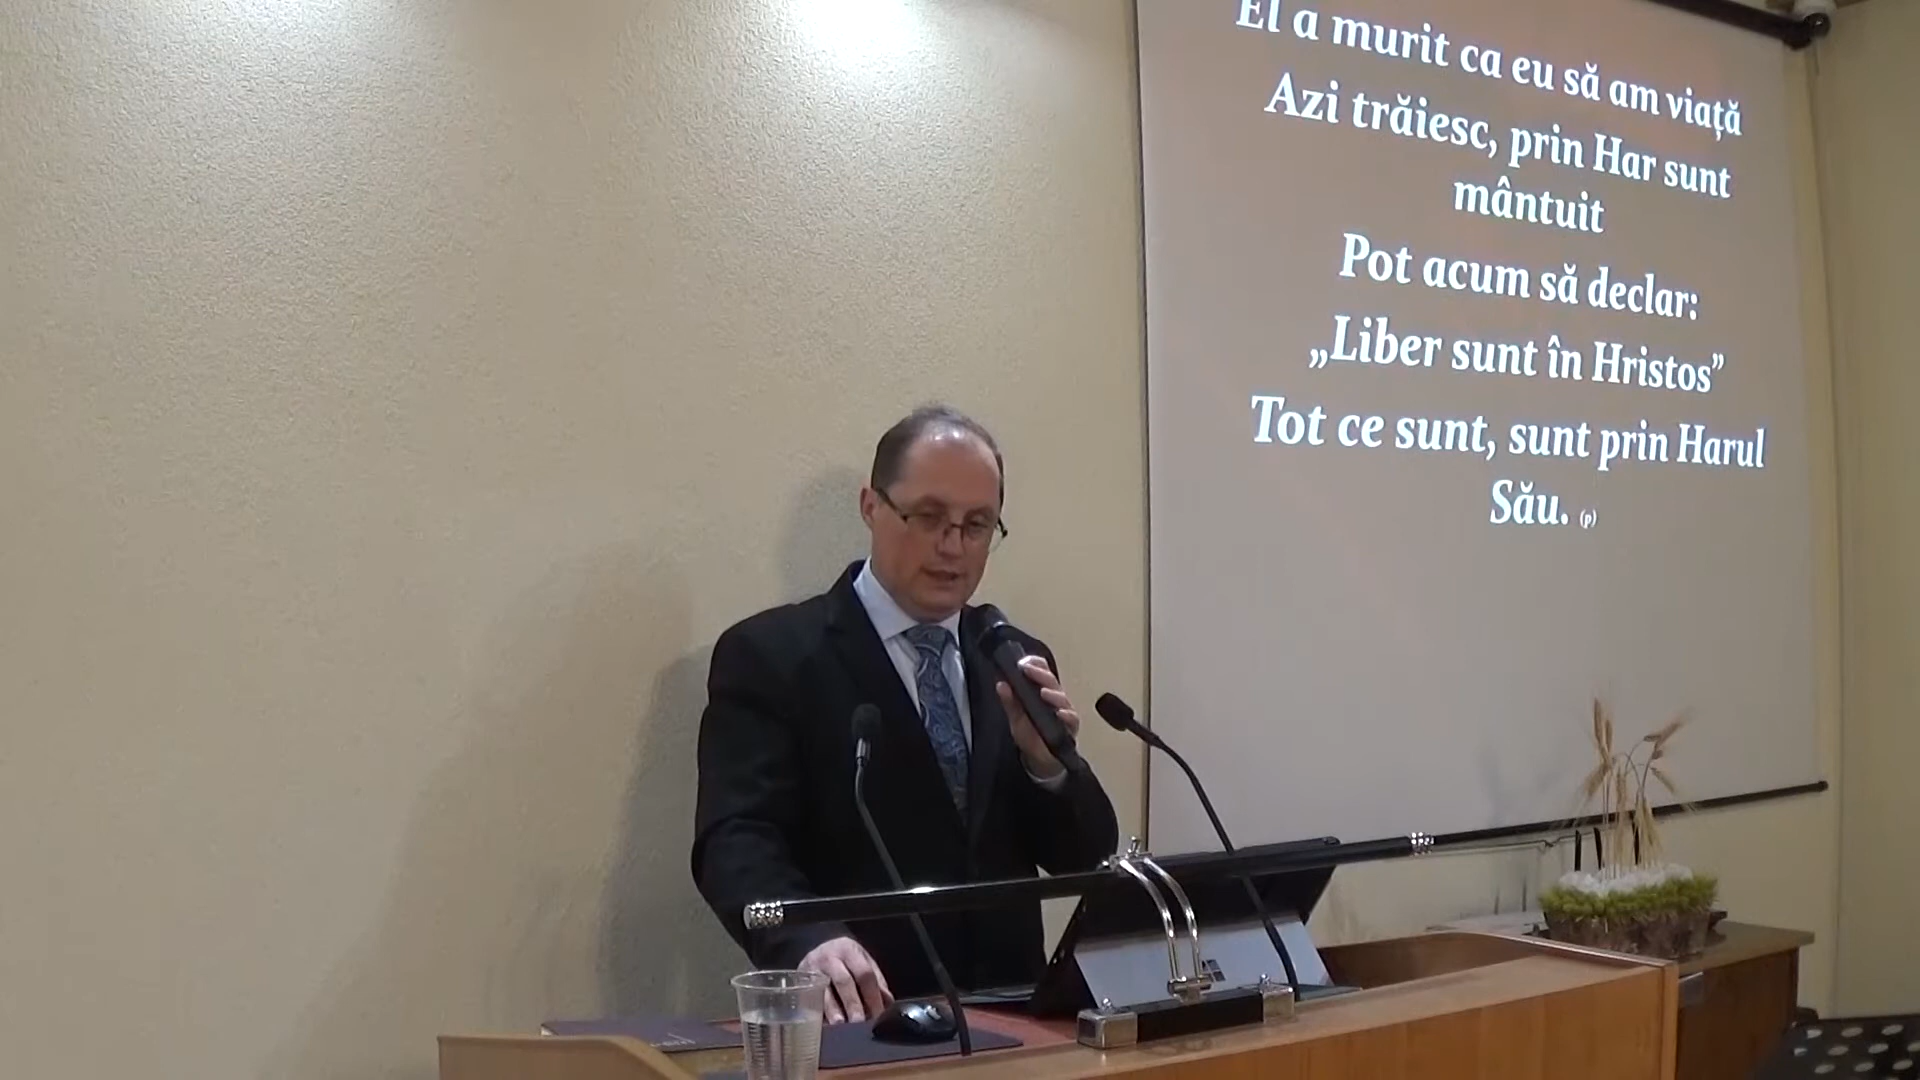 El a murit ca eu să am viață
Azi trăiesc, prin Har sunt
mântuit
Pot acum să declar:
„Liber sunt în Hristos”
Tot ce sunt, sunt prin Harul
Său. (p)